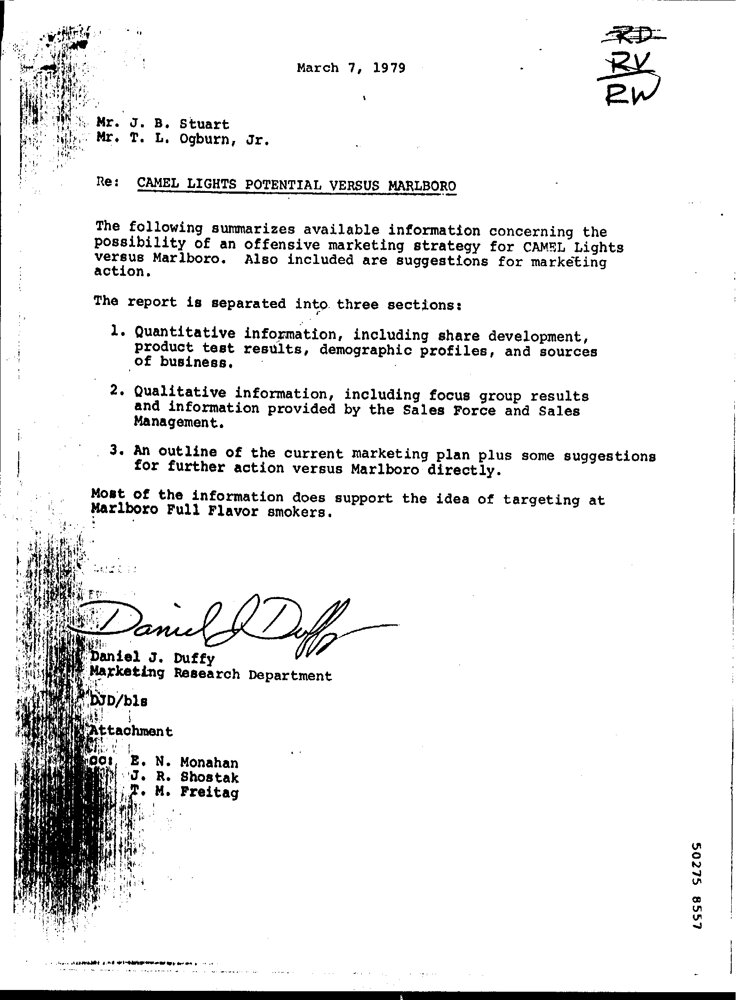 RD
RV
RW
March 7, 1979
Mr. J. B. Stuart
Mr. T. L. Ogburn, Jr.
Re: CAMEL LIGHTS POTENTIAL VERSUS MARLBORO
The following summarizes available information concerning the
possibility of an offensive marketing strategy for CAMEL Lights
versus Marlboro. Also included are suggestions for marketing
action.
The report is separated into three sections:
1. Quantitative information, including share development,
product test results, demographic profiles, and sources
of business.
2. Qualitative information, including focus group results
and information provided by the Sales Force and Sales
Management.
3. An outline of the current marketing plan plus some suggestions
for further action versus Marlboro directly.
Most of the information does support the idea of targeting at
Marlboro Full Flavor smokers.
Daniel J Duffy
Daniel J. Duffy
Marketing Research Department
DJD/bls
Attachment
cc: E. N. Monahan
J. R. Shostak
T. M. Freitag
50275 8557